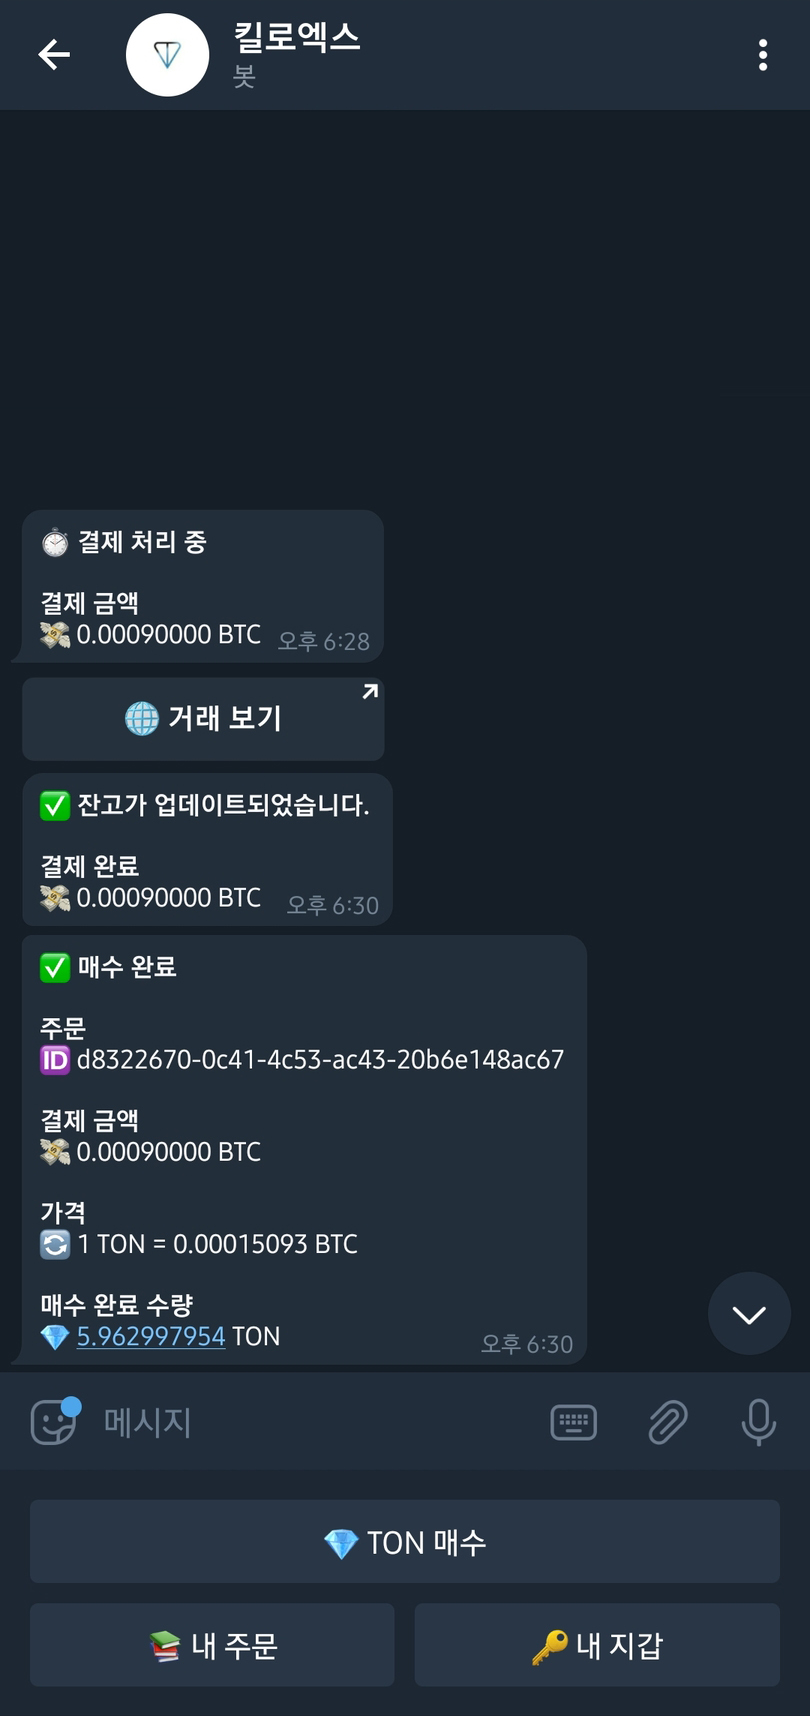 킬로엑스
봇
결제 처리 중
결제 금액
0.00090000 BTC 오후 6:28
거래 보기
잔고가 업데이트되었습니다.
결제 완료
0.00090000 BTC 오후 6:30
매수 완료
주문
ID d8322670-0c41-4c53-ac43-20b6e148ac67
결제 금액
0.00090000 BTC
가격
1 TON = 0.00015093 BTC
매수 완료 수량
5.962997954 TON 오후 6:30
메시지
TON 매수
내 주문 내 지갑